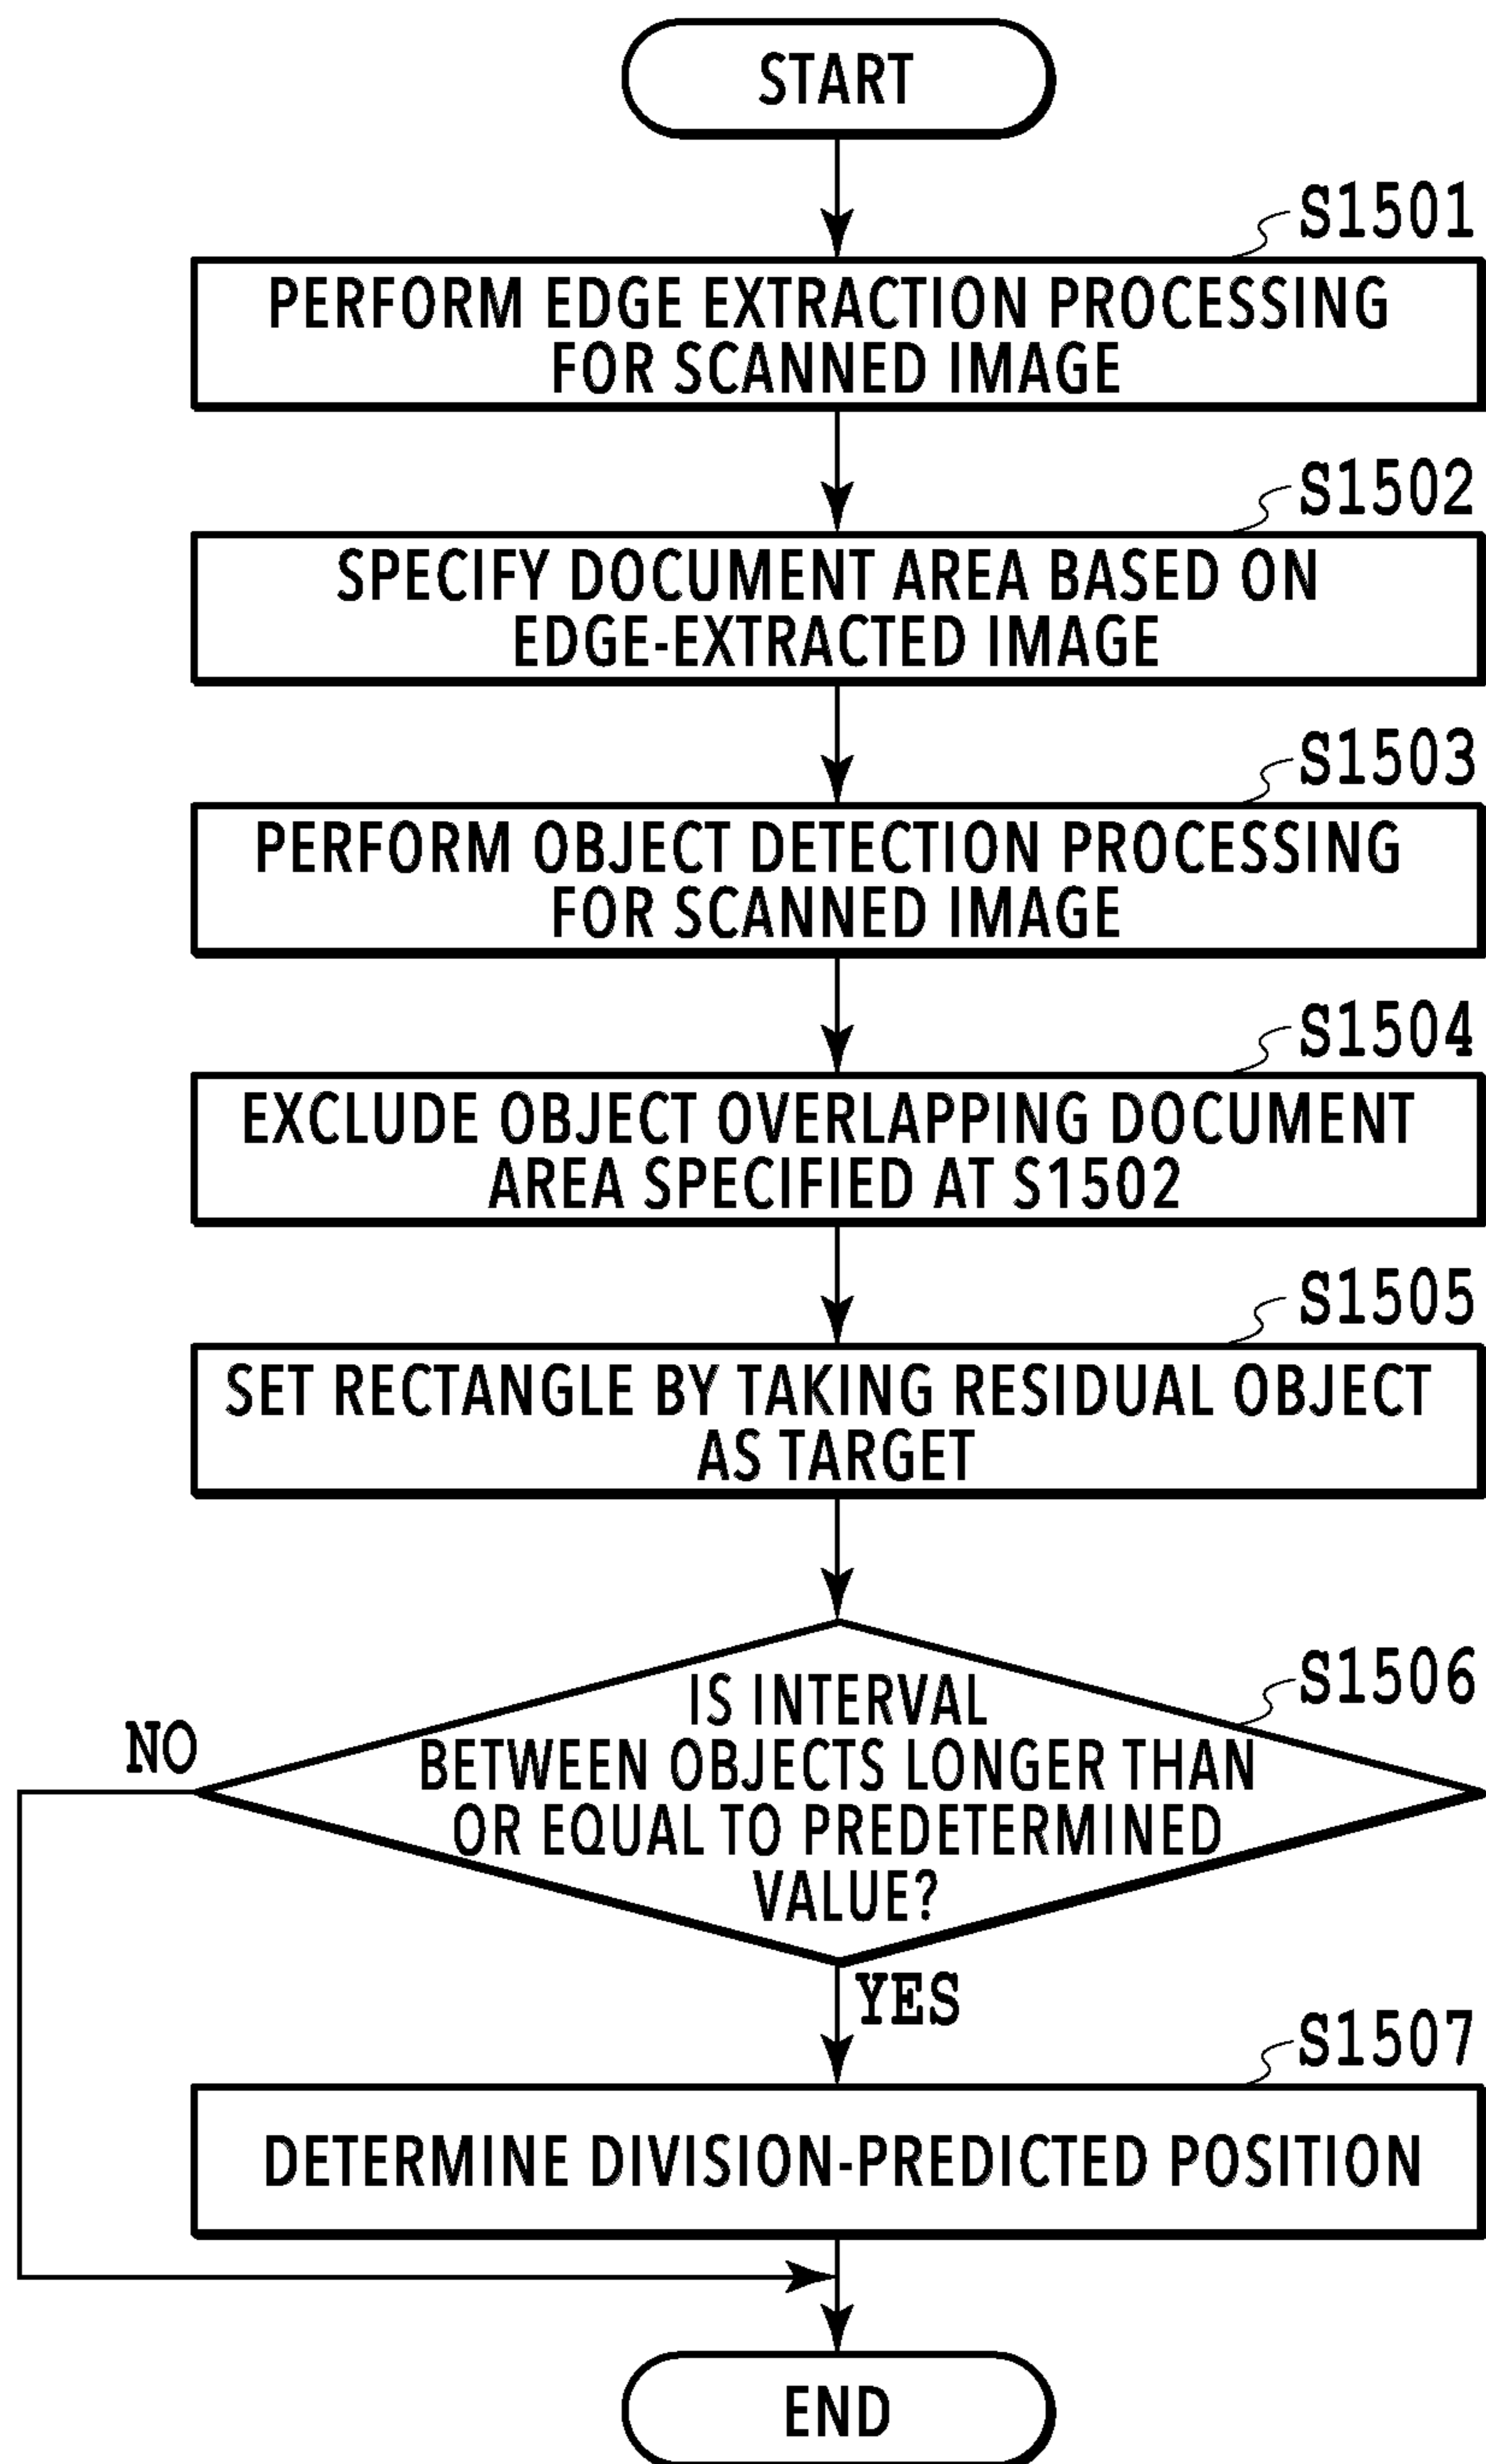 START
S1501
PERFORM EDGE EXTRACTION PROCESSING
FOR SCANNED IMAGE
S1502
SPECIFY DOCUMENT AREA BASED ON
EDGE-EXTRACTED IMAGE
S1503
PERFORM OBJECT DETECTION PROCESSING
FOR SCANNED IMAGE
S1504
EXCLUDE OBJECT OVERLAPPING DOCUMENT
AREA SPECIFIED AT S1502
S1505
SET RECTANGLE BY TAKING RESIDUAL OBJECT
AS TARGET
S1506
IS INTERVAL
BETWEEN OBJECTS LONGER THAN
OR EQUAL TO PREDETERMINED
VALUE?
NO
YES
S1507
DETERMINE DIVISION-PREDICTED POSITION
END